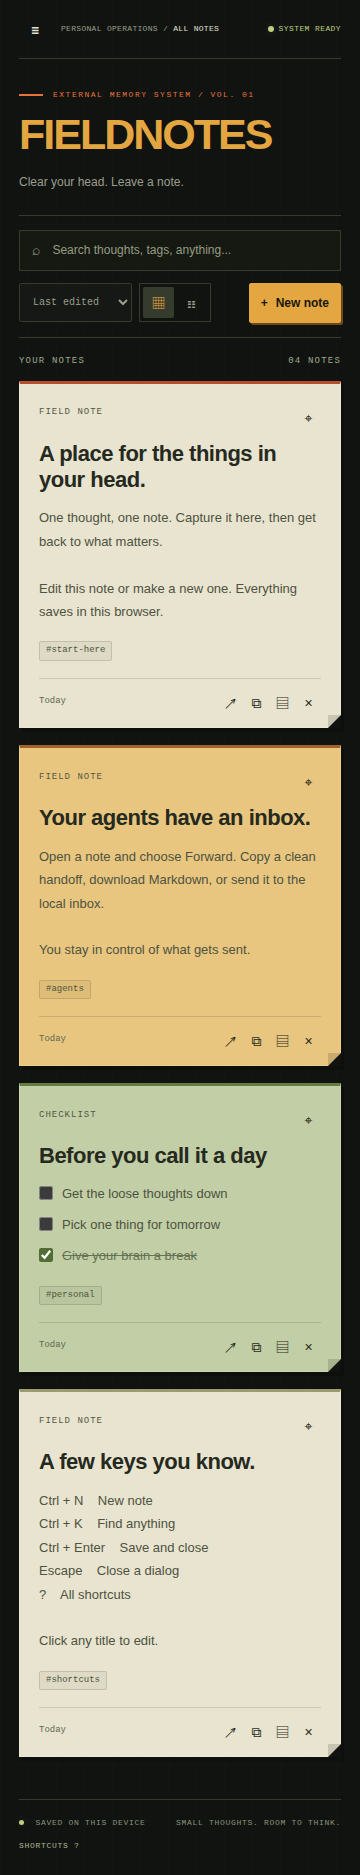 PERSONAL OPERATIONS / ALL NOTES
SYSTEM READY
EXTERNAL MEMORY SYSTEM / VOL. 01
FIELDNOTES
Clear your head. Leave a note.
Search thoughts, tags, anything...
Last edited
+ New note
YOUR NOTES
04 NOTES
FIELD NOTE
A place for the things in
your head.
One thought, one note. Capture it here, then get
back to what matters.
Edit this note or make a new one. Everything
saves in this browser.
#start-here
Today
Your agents have an inbox.
Open a note and choose Forward. Copy a clean
handoff, download Markdown, or send it to the
local inbox.
You stay in control of what gets sent.
#agents
Today
CHECKLIST
Before you call it a day
Get the loose thoughts down
Pick one thing for tomorrow
Give your brain a break
#personal
Today
FIELD NOTE
A few keys you know.
Ctrl + N New note
Ctrl + K Find anything
Ctrl + Enter Save and close
Escape Close a dialog
? All shortcuts
Click any title to edit.
#shortcuts
Today
SAVED ON THIS DEVICE
SMALL THOUGHTS. ROOM TO THINK.
SHORTCUTS ?